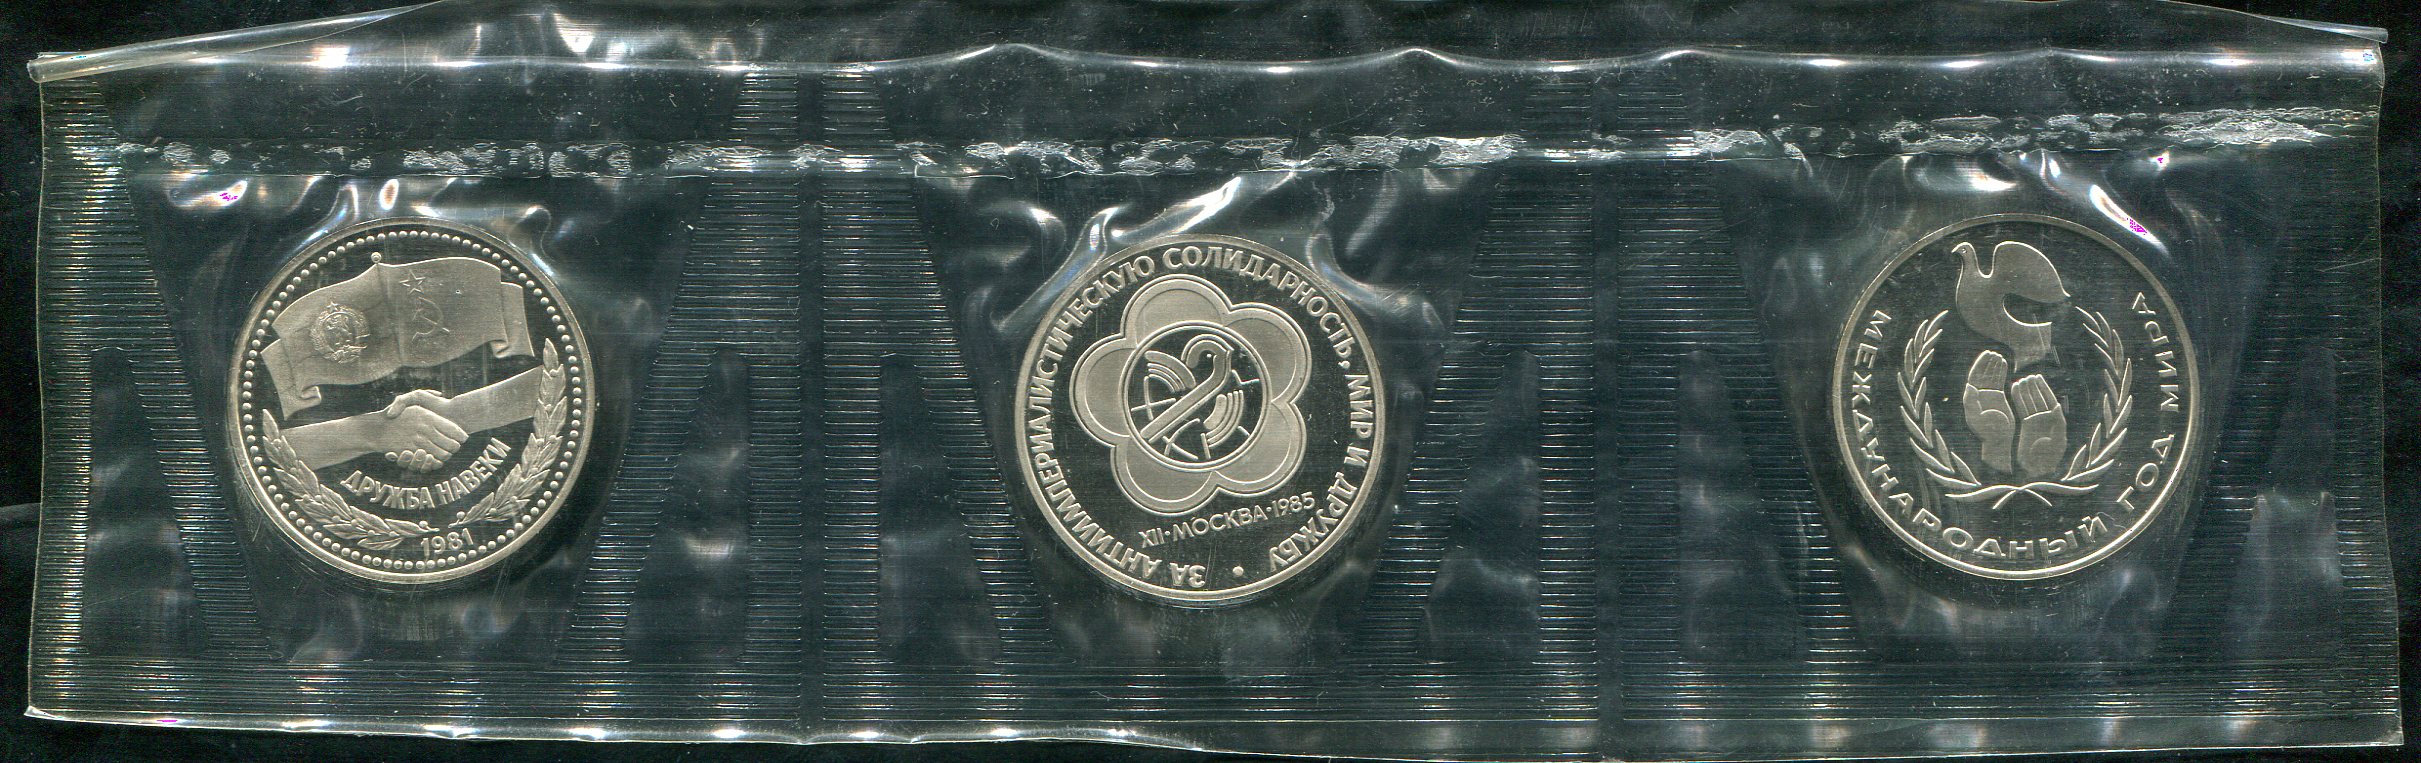 ДРУЖБА НАВЕКИ
1981
ЗА АНТИИМПЕРИАЛИСТИЧЕСКУЮ СОЛИДАРНОСТЬ, МИР И ДРУЖБУ •
XII·МОСКВА·1985
МЕЖДУНАРОДНЫЙ ГОД МИРА